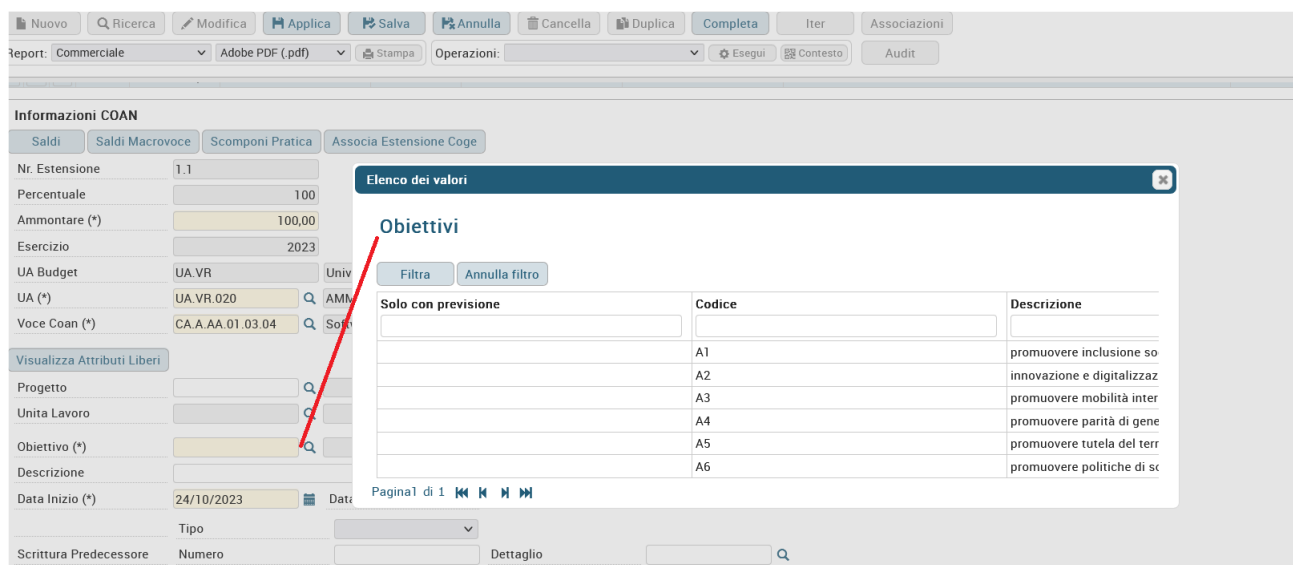 Nuovo Ricerca Modifica Applica Salva Annulla Cancella Duplica Completa Iter Associazioni
Report: Commerciale Adobe PDF (.pdf) Stampa Operazioni: Esegui Contesto Audit
Informazioni COAN
Saldi Saldi Macrovoce Scomponi Pratica Associa Estensione Coge
Nr. Estensione 1.1
Percentuale 100
Ammontare (*) 100,00
Esercizio 2023
UA Budget UA.VR Univ
UA (*) UA.VR.020 AMM
Voce Coan (*) CA.A.AA.01.03.04 Softw
Visualizza Attributi Liberi
Progetto
Unita Lavoro
Obiettivo (*)
Descrizione
Data Inizio (*) 24/10/2023 Data
Tipo
Scrittura Predecessore Numero Dettaglio
Elenco dei valori
Obiettivi
Filtra Annulla filtro
Solo con previsione Codice Descrizione
A1 promuovere inclusione so
A2 innovazione e digitalizzaz
A3 promuovere mobilità inter
A4 promuovere parità di gene
A5 promuovere tutela del terr
A6 promuovere politiche di so
Pagina1 di 1